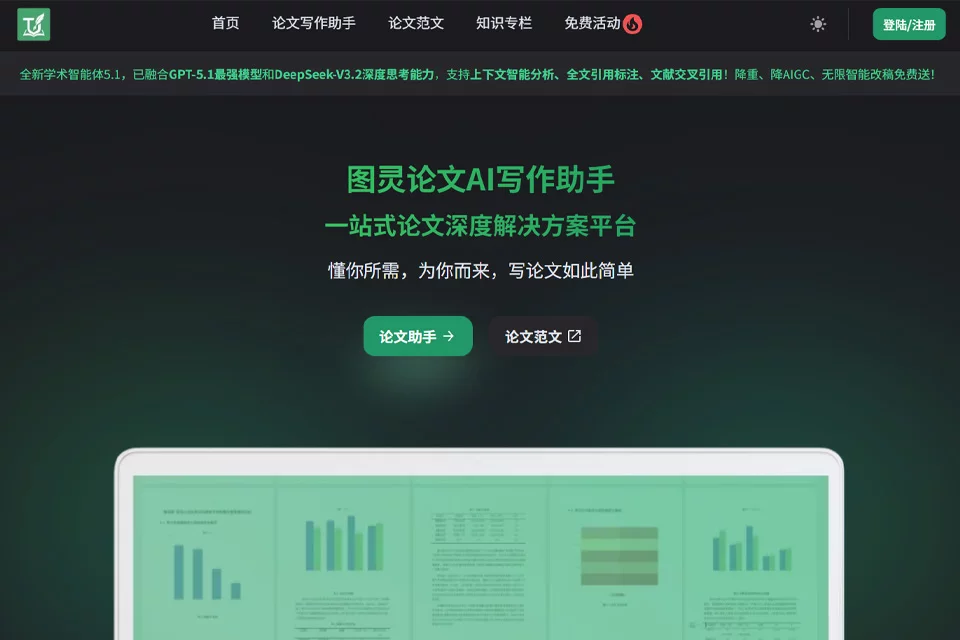 首页 论文写作助手 论文范文 知识专栏 免费活动 登陆/注册
全新学术智能体5.1，已融合GPT-5.1最强模型和DeepSeek-V3.2深度思考能力，支持上下文智能分析、全文引用标注、文献交叉引用！降重、降AIGC、无限智能改稿免费送！
图灵论文AI写作助手
一站式论文深度解决方案平台
懂你所需，为你而来，写论文如此简单
论文助手 → 论文范文